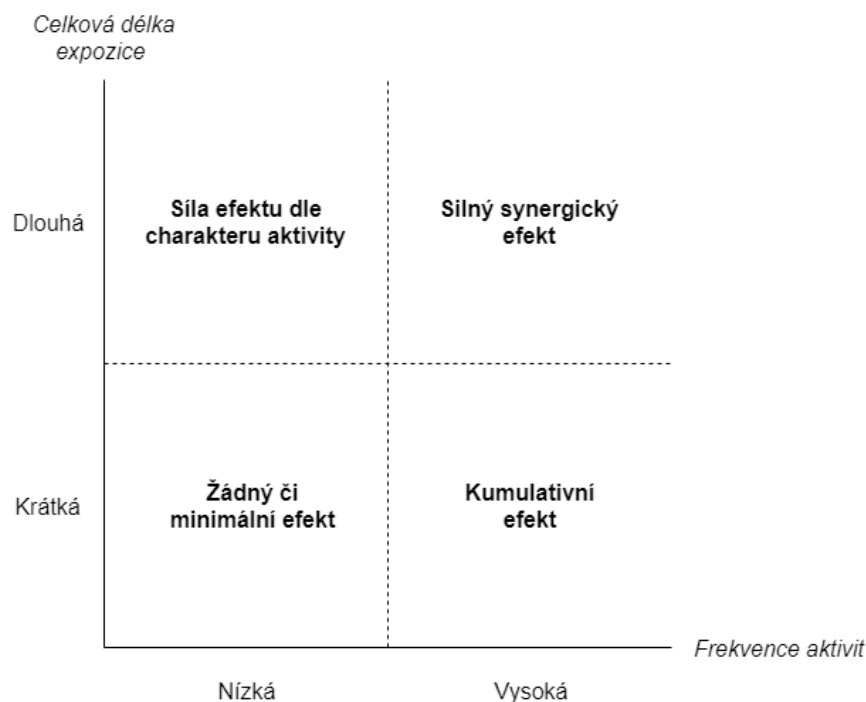 Celková délka
expozice
Dlouhá
Síla efektu dle
charakteru aktivity
Silný synergický
efekt
Krátká
Žádný či
minimální efekt
Kumulativní
efekt
Frekvence aktivit
Nízká
Vysoká